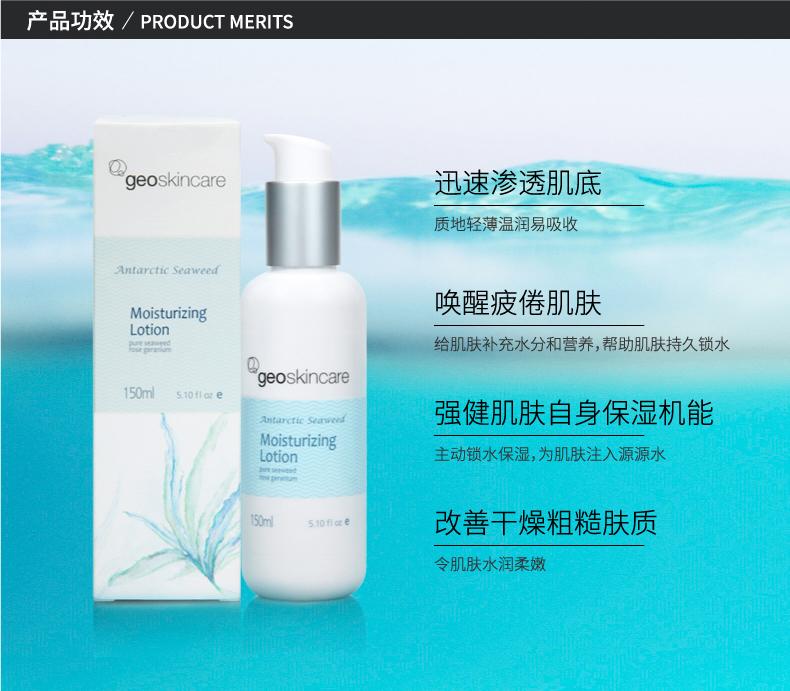 产品功效 / PRODUCT MERITS
geoskincare
Antarctic Seaweed
Moisturizing
Lotion
pure seaweed
rose geranium
150ml 5.10 fl oz e
geoskincare
Antarctic Seaweed
Moisturizing
Lotion
pure seaweed
rose geranium
150ml 5.10 fl oz e
迅速渗透肌底
质地轻薄温润易吸收
唤醒疲倦肌肤
给肌肤补充水分和营养,帮助肌肤持久锁水
强健肌肤自身保湿机能
主动锁水保湿,为肌肤注入源源水
改善干燥粗糙肤质
令肌肤水润柔嫩